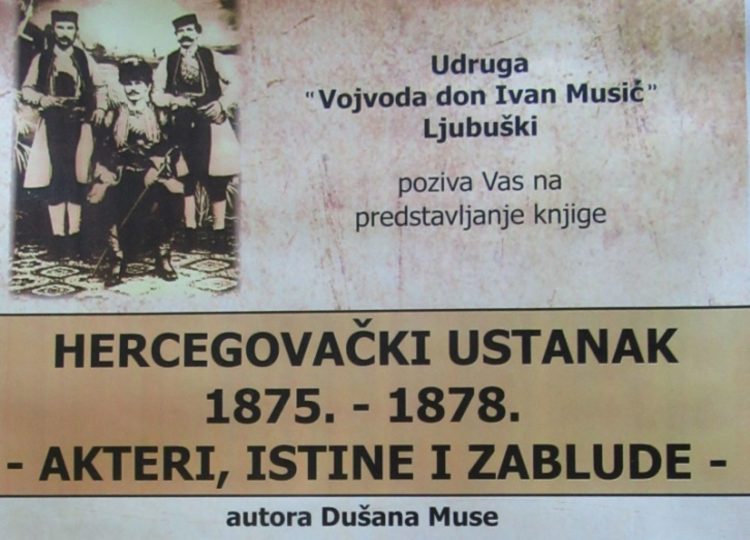 Udruga
"Vojvoda don Ivan Musić"
Ljubuški
poziva Vas na
predstavljanje knjige
HERCEGOVAČKI USTANAK
1875. - 1878.
- AKTERI, ISTINE I ZABLUDE -
autora Dušana Muse